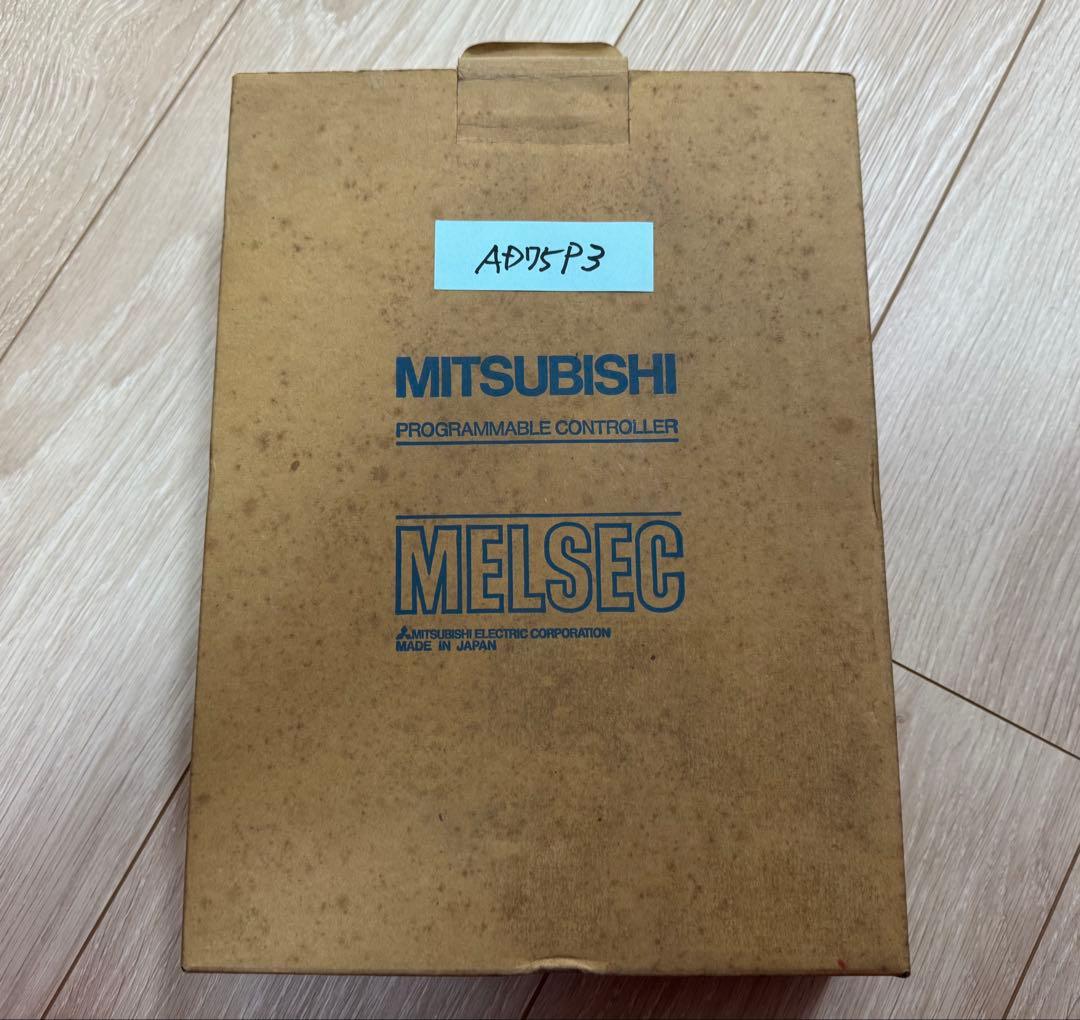 AD75P3
MITSUBISHI
PROGRAMMABLE CONTROLLER
MELSEC
MITSUBISHI ELECTRIC CORPORATION
MADE IN JAPAN